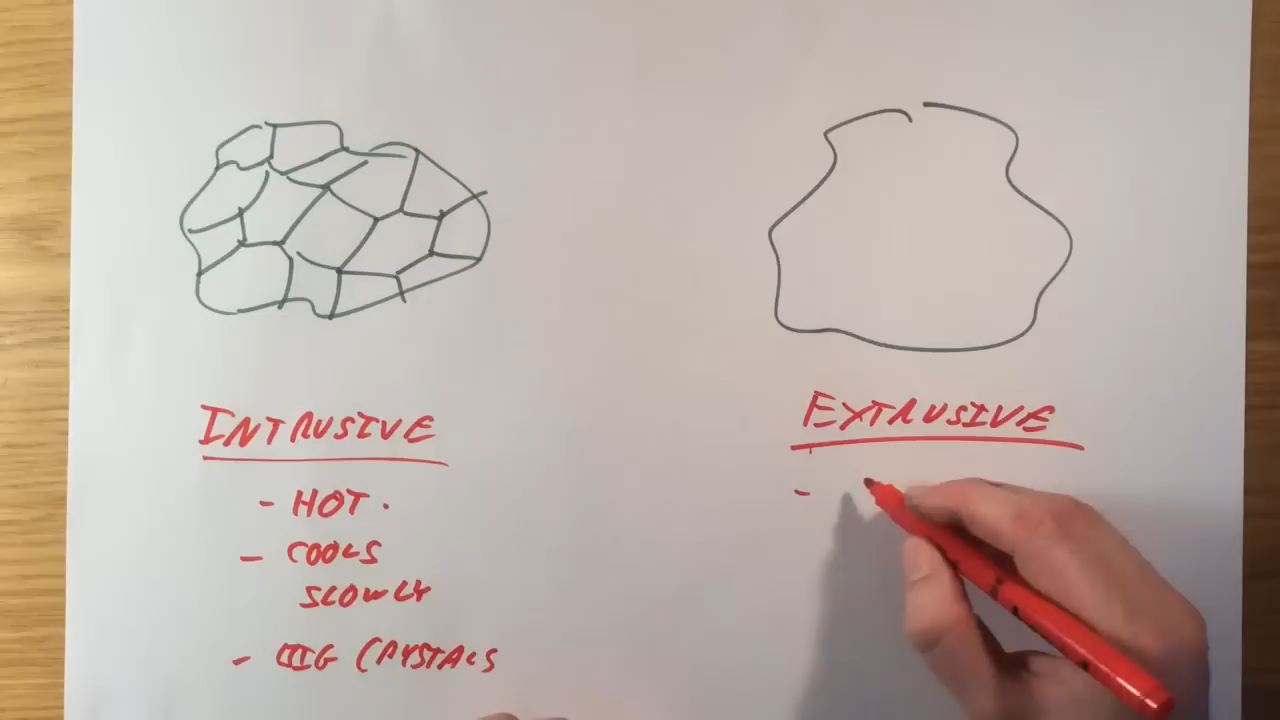 INTRUSIVE
- HOT.
- COOLS
SLOWLY
- BIG CRYSTALS
EXTRUSIVE
-